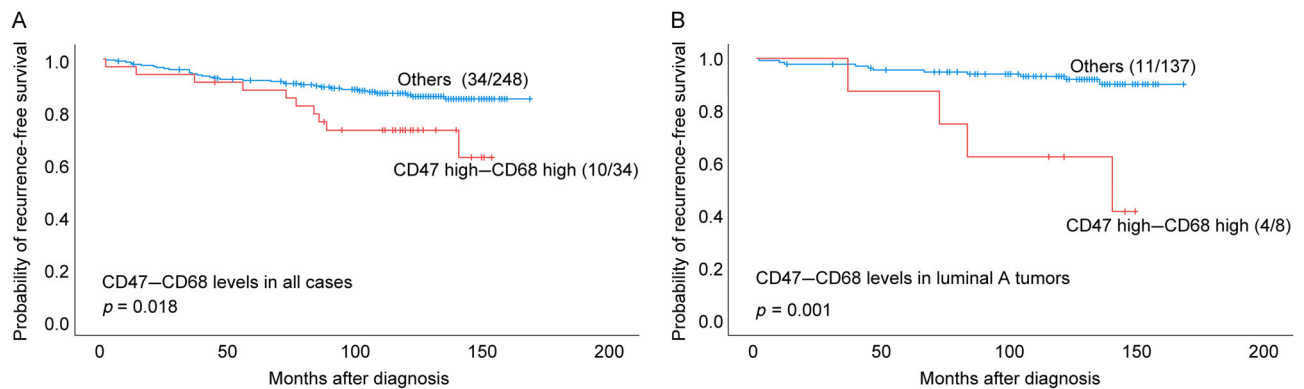 A
Probability of recurrence-free survival
1.0
0.8
0.6
0.4
0.2
0.0
Others (34/248)
CD47 high—CD68 high (10/34)
CD47—CD68 levels in all cases
p = 0.018
0 50 100 150 200
Months after diagnosis
B
Probability of recurrence-free survival
1.0
0.8
0.6
0.4
0.2
0.0
Others (11/137)
CD47 high—CD68 high (4/8)
CD47—CD68 levels in luminal A tumors
p = 0.001
0 50 100 150 200
Months after diagnosis